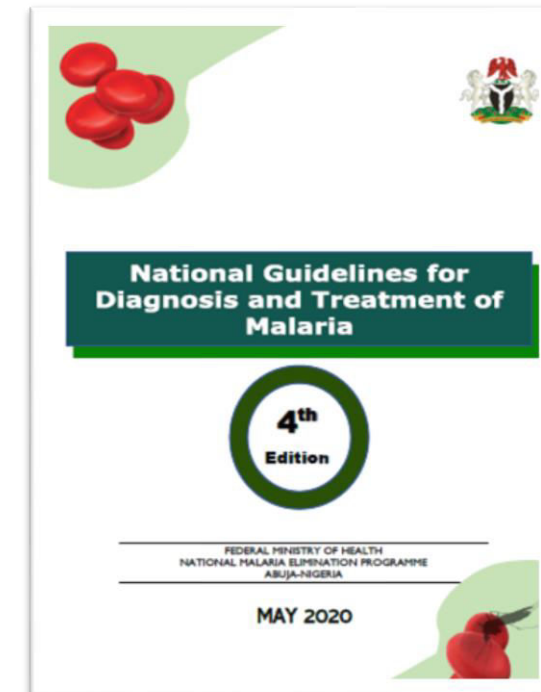 National Guidelines for
Diagnosis and Treatment of
Malaria
4th
Edition
FEDERAL MINISTRY OF HEALTH
NATIONAL MALARIA ELIMINATION PROGRAMME
ABUJA-NIGERIA
MAY 2020